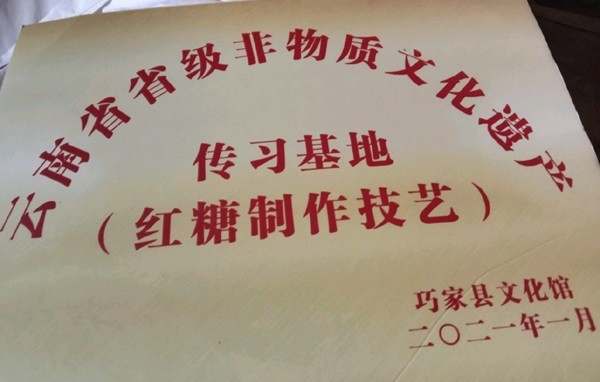 云南省省级非物质文化遗产
传习基地
（红糖制作技艺）
巧家县文化馆
二〇二一年一月